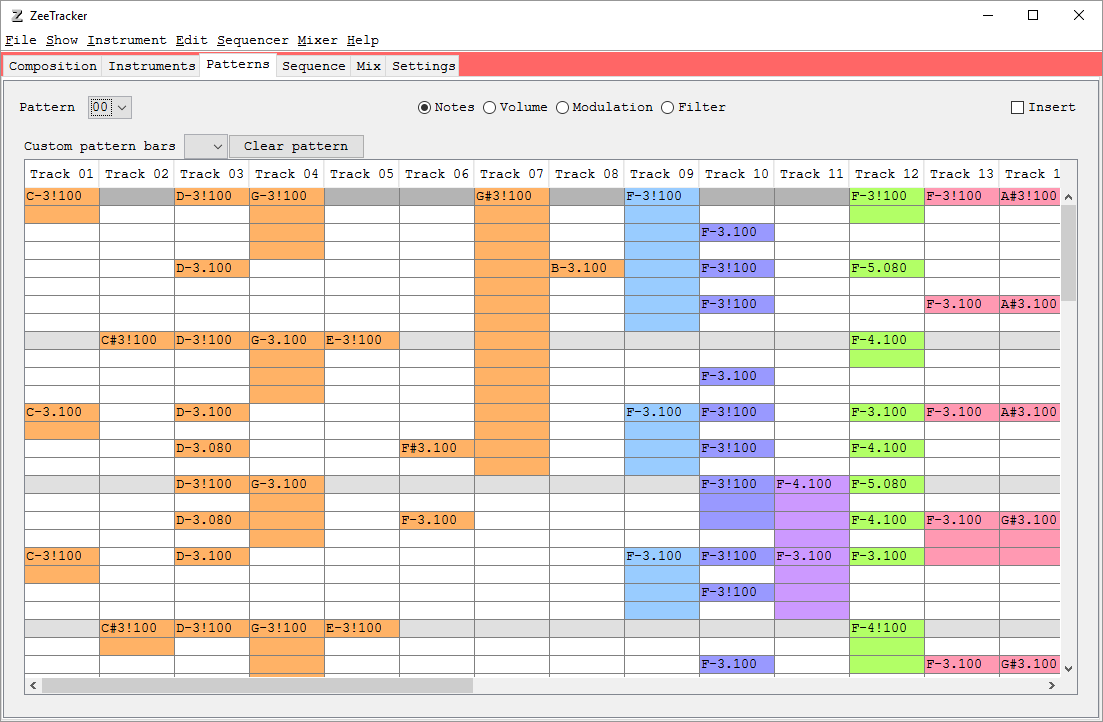 ZeeTracker
File Show Instrument Edit Sequencer Mixer Help
Composition Instruments Patterns Sequence Mix Settings
Pattern 00 Notes Volume Modulation Filter Insert
Custom pattern bars Clear pattern
Track 01 Track 02 Track 03 Track 04 Track 05 Track 06 Track 07 Track 08 Track 09 Track 10 Track 11 Track 12 Track 13 Track 1
C-3!100 D-3!100 G-3!100 G#3!100 F-3!100 F-3!100 F-3!100 A#3!100
F-3.100
D-3.100 B-3.100 F-3!100 F-5.080
F-3!100 F-3.100 A#3.100
C#3!100 D-3!100 G-3.100 E-3!100 F-4.100
F-3.100
C-3.100 D-3.100 F-3.100 F-3!100 F-3.100 F-3.100 A#3.100
D-3.080 F#3.100 F-3!100 F-4.100
D-3!100 G-3.100 F-3!100 F-4.100 F-5.080
D-3.080 F-3.100 F-4.100 F-3.100 G#3.100
C-3!100 D-3.100 F-3.100 F-3!100 F-3.100 F-3.100
F-3!100
C#3!100 D-3!100 G-3!100 E-3!100 F-4!100
F-3.100 F-3.100 G#3.100